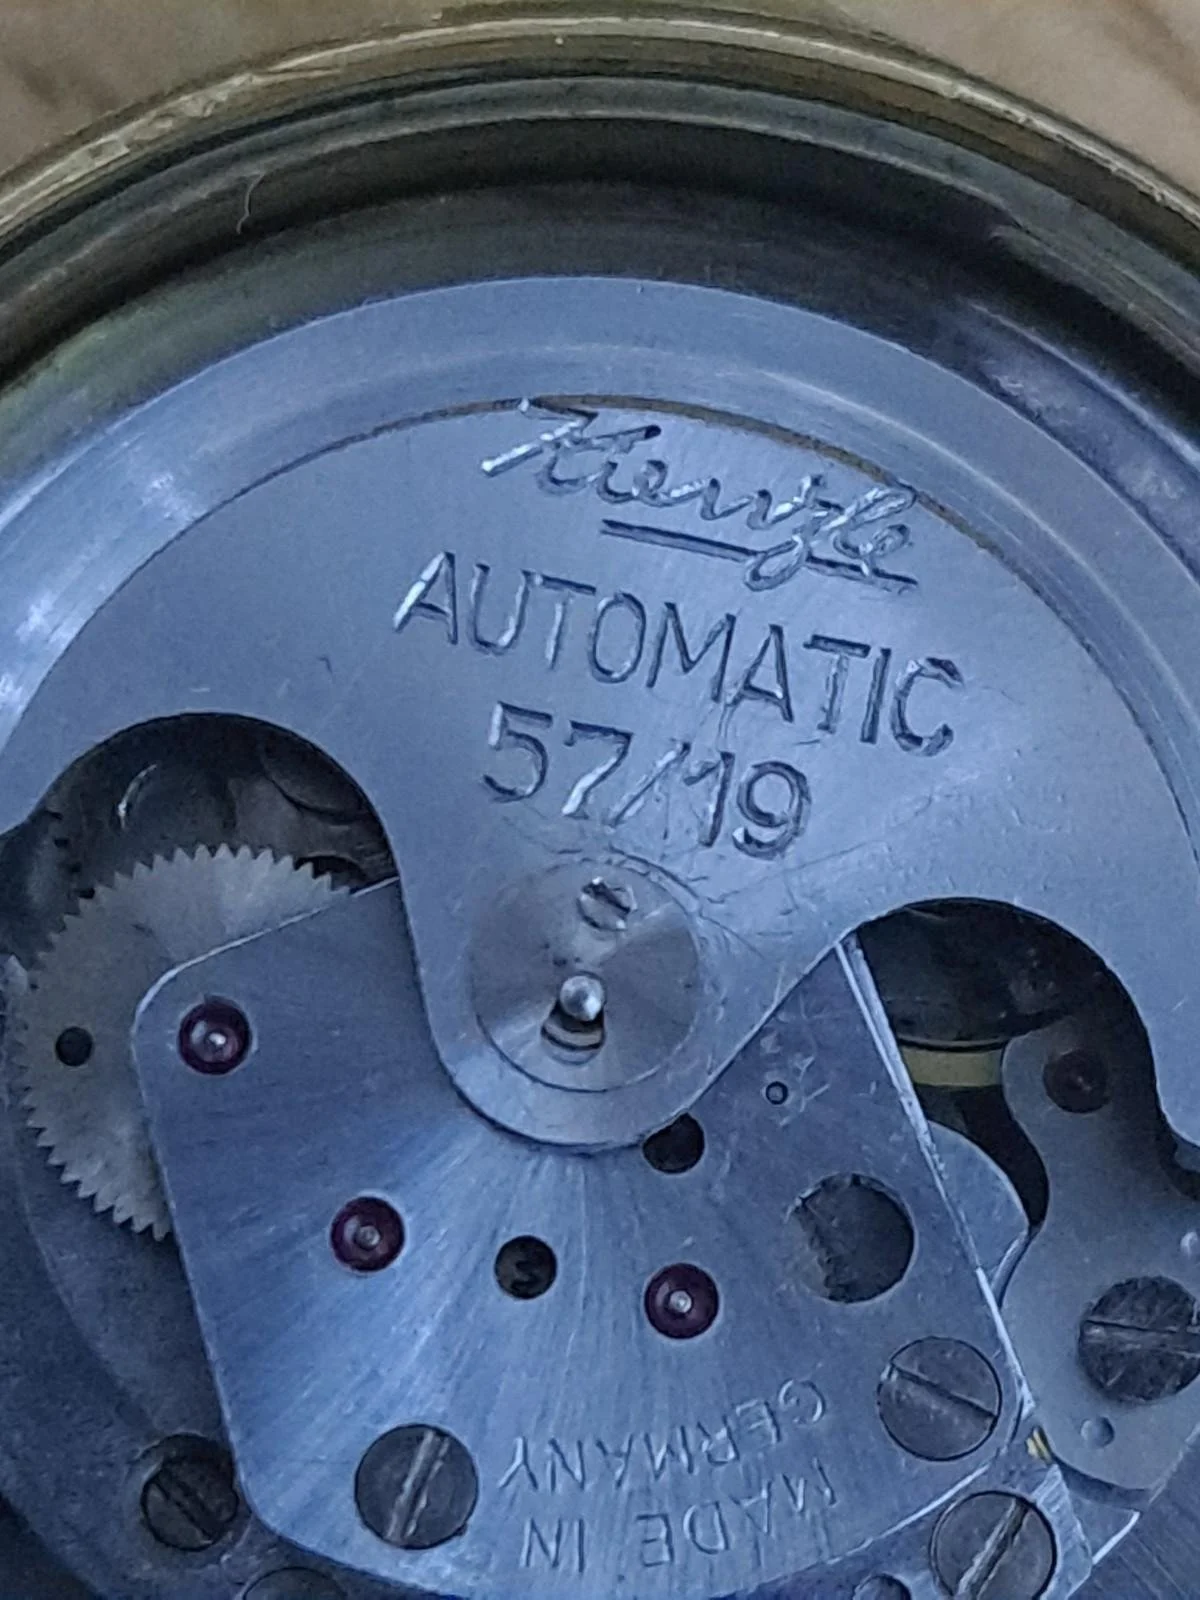 Kienzle
AUTOMATIC
57/19
MADE IN
GERMANY